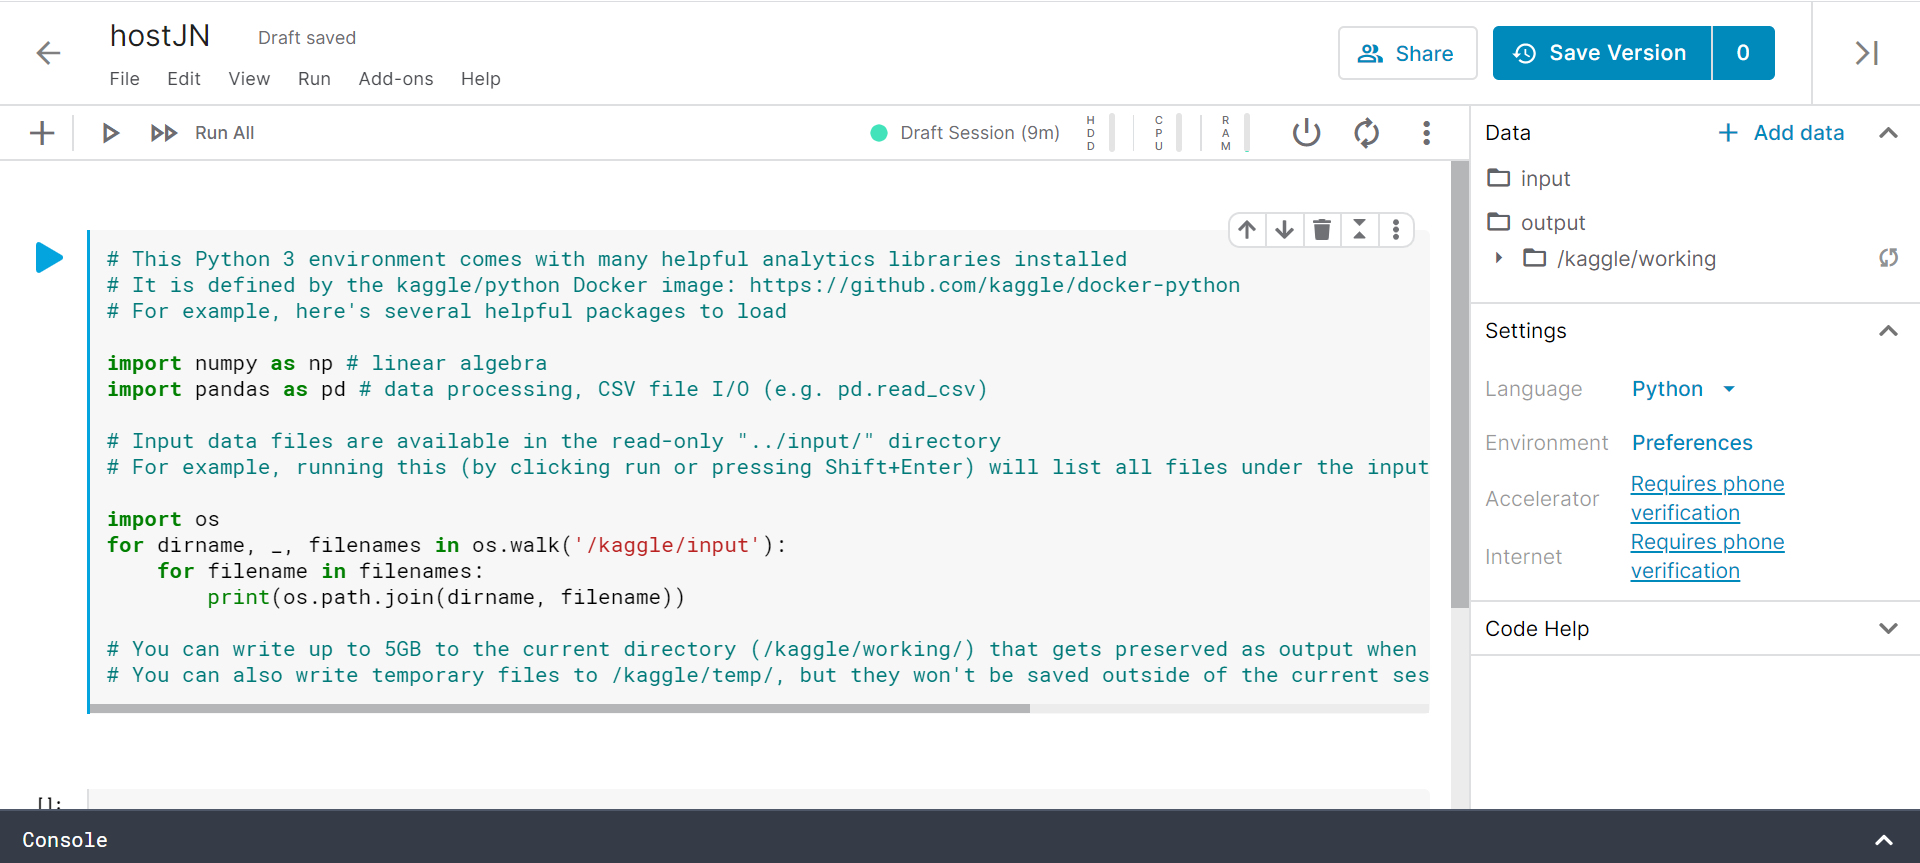 hostJN Draft saved
File Edit View Run Add-ons Help
Share
Save Version 0
Run All
Draft Session (9m) HDD CPU RAM
# This Python 3 environment comes with many helpful analytics libraries installed
# It is defined by the kaggle/python Docker image: https://github.com/kaggle/docker-python
# For example, here's several helpful packages to load
import numpy as np # linear algebra
import pandas as pd # data processing, CSV file I/O (e.g. pd.read_csv)
# Input data files are available in the read-only "../input/" directory
# For example, running this (by clicking run or pressing Shift+Enter) will list all files under the input
import os
for dirname, _, filenames in os.walk('/kaggle/input'):
    for filename in filenames:
        print(os.path.join(dirname, filename))
# You can write up to 5GB to the current directory (/kaggle/working/) that gets preserved as output when
# You can also write temporary files to /kaggle/temp/, but they won't be saved outside of the current ses
[]:
Console
Data + Add data
input
output
/kaggle/working
Settings
Language Python
Environment Preferences
Accelerator Requires phone
verification
Internet Requires phone
verification
Code Help